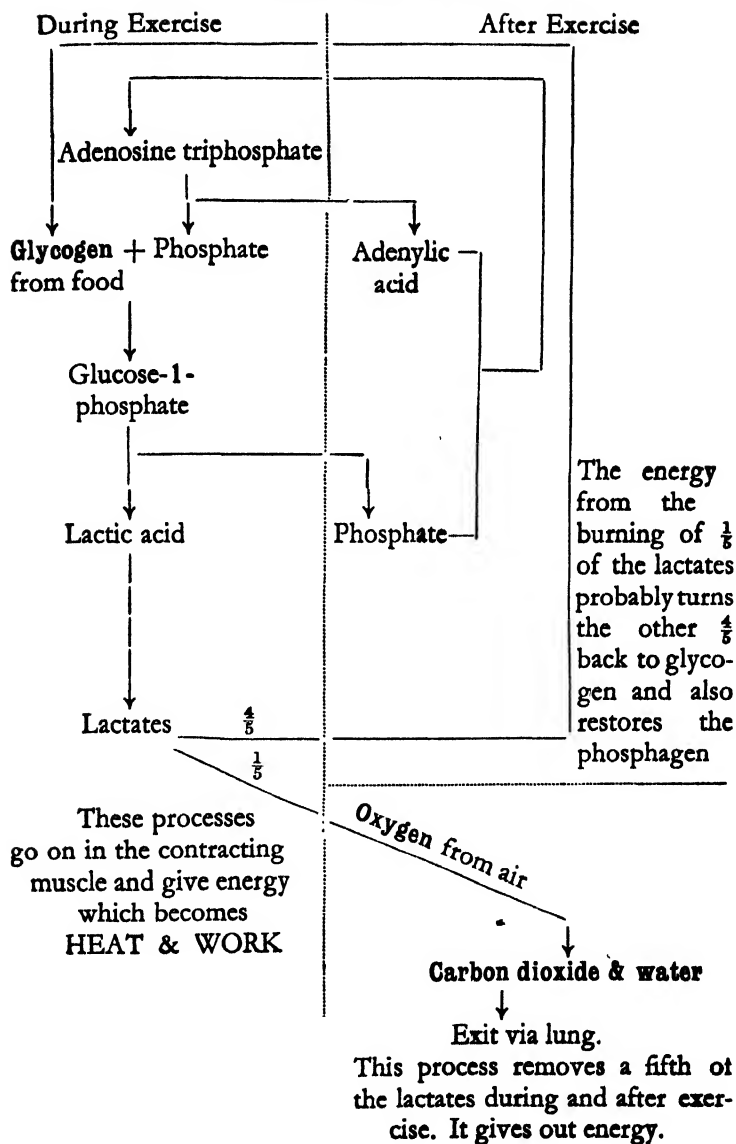 During Exercise
After Exercise
Adenosine triphosphate
Glycogen + Phosphate
from food
Adenylic
acid
Glucose-1-
phosphate
Lactic acid
Phosphate
The energy
from the
burning of 1/5
of the lactates
probably turns
the other 4/5
back to glyco-
gen and also
restores the
phosphagen
Lactates
4/5
1/5
These processes
go on in the contracting
muscle and give energy
which becomes
HEAT & WORK
Oxygen from air
Carbon dioxide & water
Exit via lung.
This process removes a fifth of
the lactates during and after exer-
cise. It gives out energy.